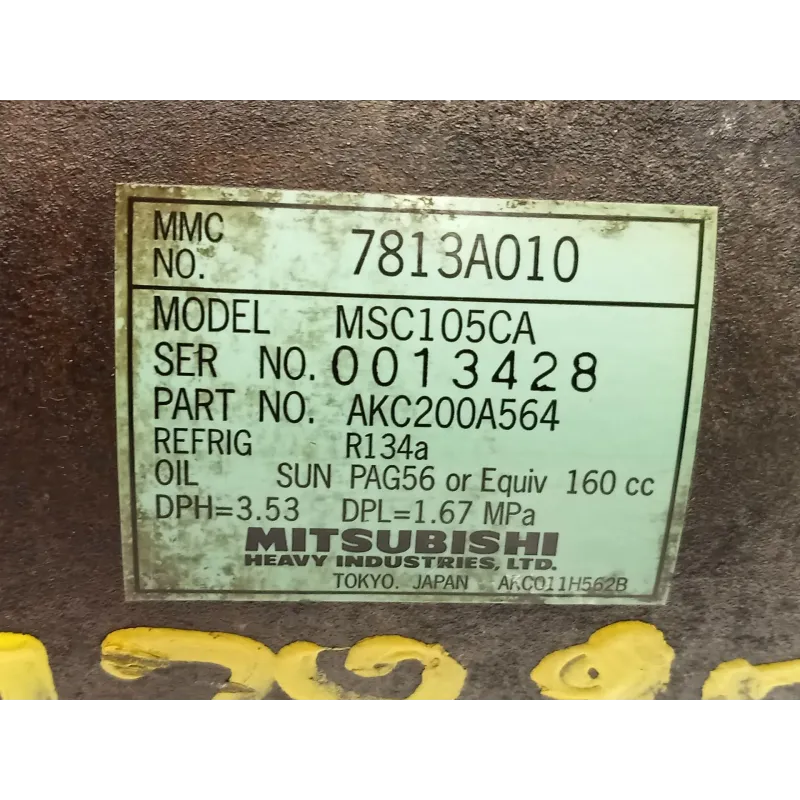 MMC NO. 7813A010
MODEL MSC105CA
SER NO. 0013428
PART NO. AKC200A564
REFRIG R134a
OIL SUN PAG56 or Equiv 160 cc
DPH=3.53 DPL=1.67 MPa
MITSUBISHI
HEAVY INDUSTRIES, LTD.
TOKYO. JAPAN AKC011H562B